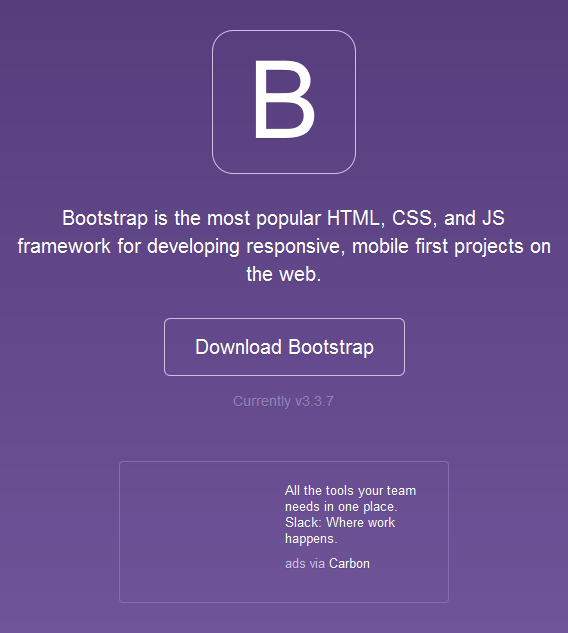 B
Bootstrap is the most popular HTML, CSS, and JS
framework for developing responsive, mobile first projects on
the web.
Download Bootstrap
Currently v3.3.7
All the tools your team
needs in one place.
Slack: Where work
happens.
ads via Carbon